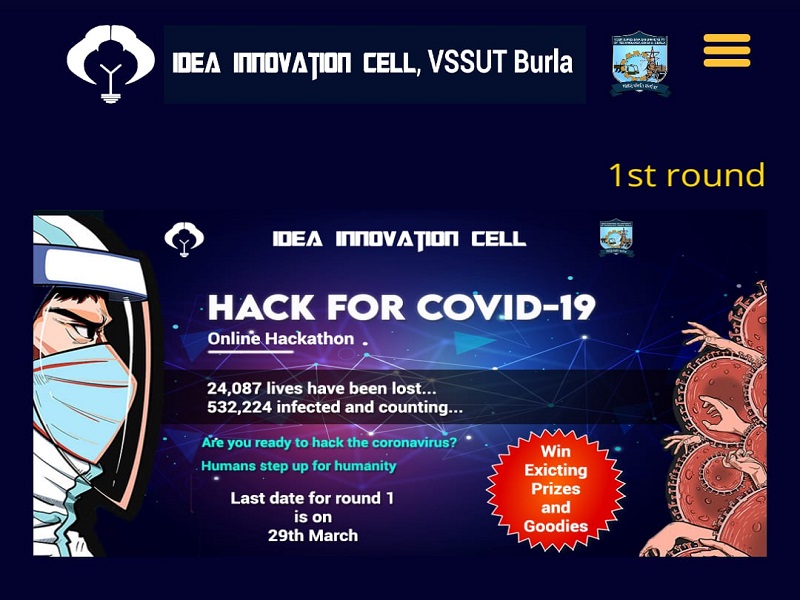 IDEA INNOVATION CELL, VSSUT Burla
1st round
IDEA INNOVATION CELL
HACK FOR COVID-19
Online Hackathon
24,087 lives have been lost...
532,224 infected and counting...
Are you ready to hack the coronavirus?
Humans step up for humanity
Last date for round 1
is on
29th March
Win
Exicting
Prizes
and
Goodies